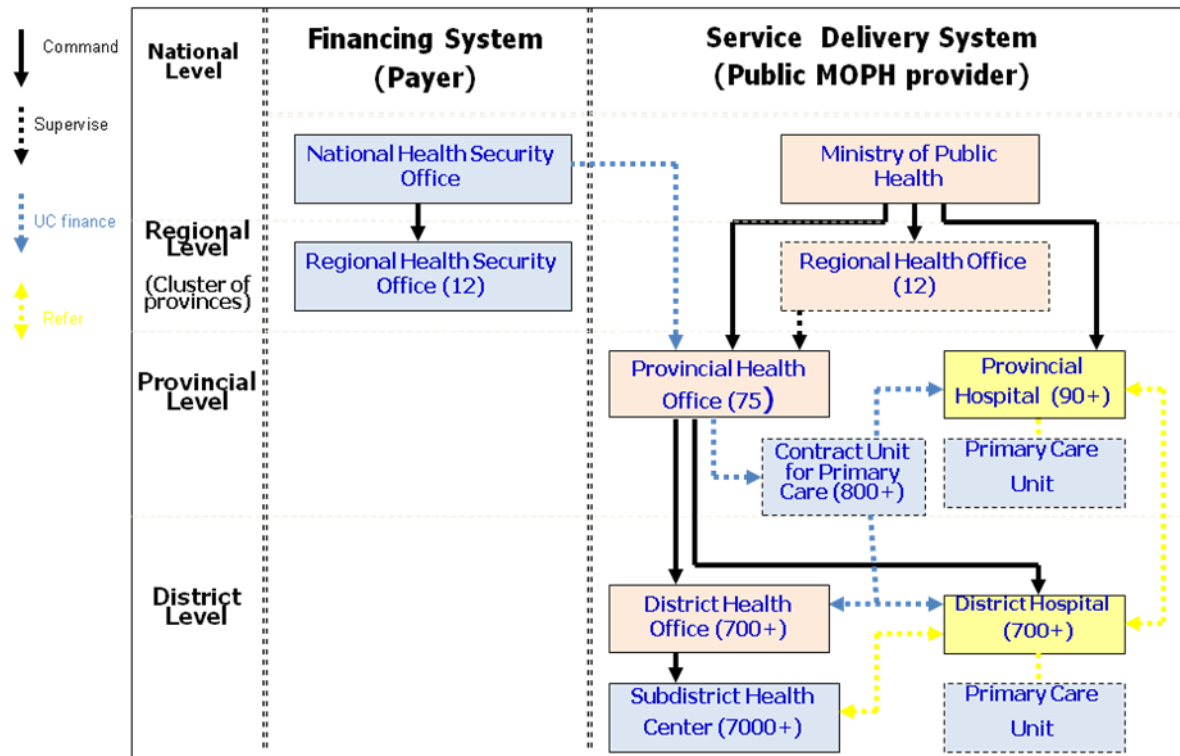 Command
Supervise
UC finance
Refer
National
Level
Financing System
(Payer)
Service Delivery System
(Public MOPH provider)
National Health Security
Office
Ministry of Public
Health
Regional
Level
(Cluster of
provinces)
Regional Health Security
Office (12)
Regional Health Office
(12)
Provincial
Level
Provincial Health
Office (75)
Provincial
Hospital (90+)
Contract Unit
for Primary
Care (800+)
Primary Care
Unit
District
Level
District Health
Office (700+)
District Hospital
(700+)
Subdistrict Health
Center (7000+)
Primary Care
Unit